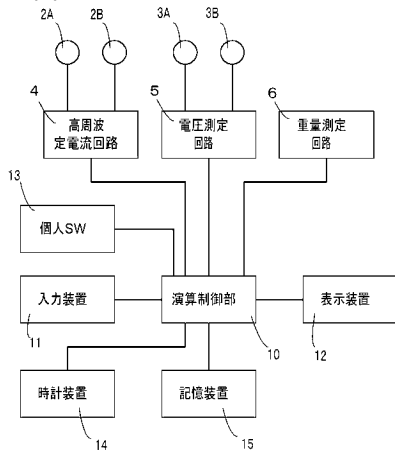 2A 2B 3A 3B
4 5 6
高周波
定電流回路
電圧測定
回路
重量測定
回路
13
個人SW
入力装置
演算制御部
表示装置
11
10
12
時計装置
記憶装置
14
15